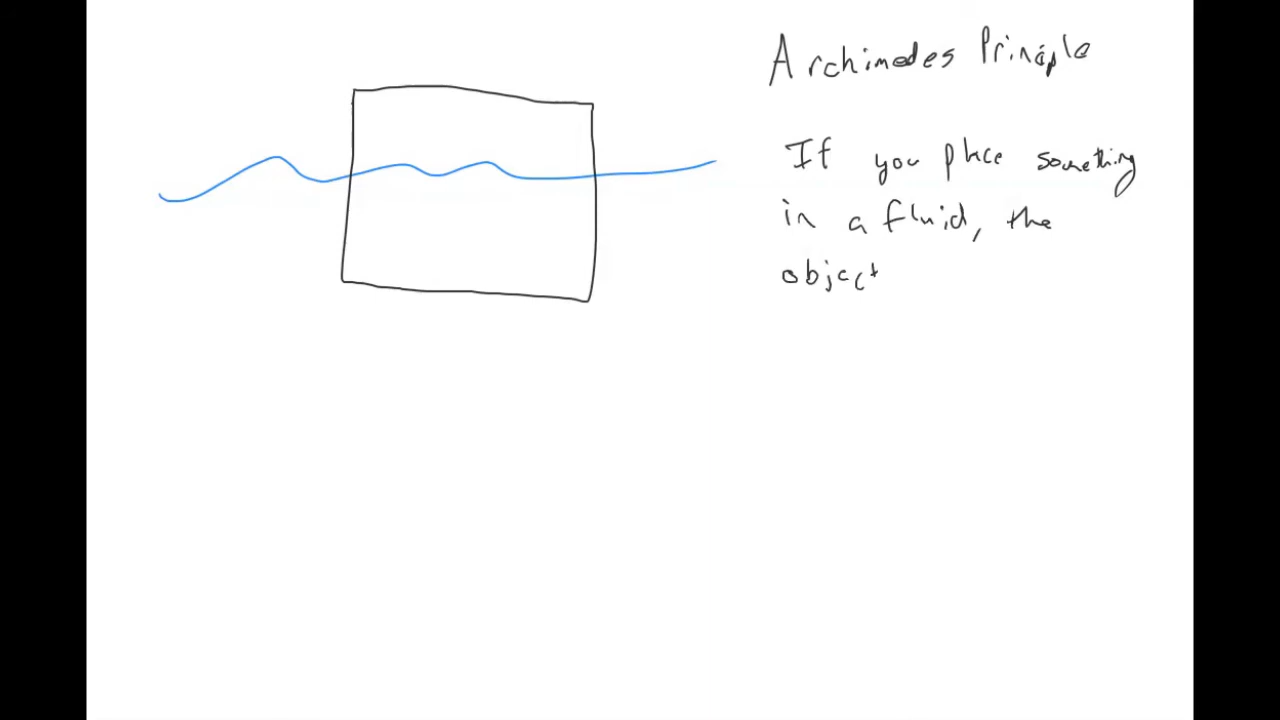 Archimedes Principle
If you place something
in a fluid, the
object